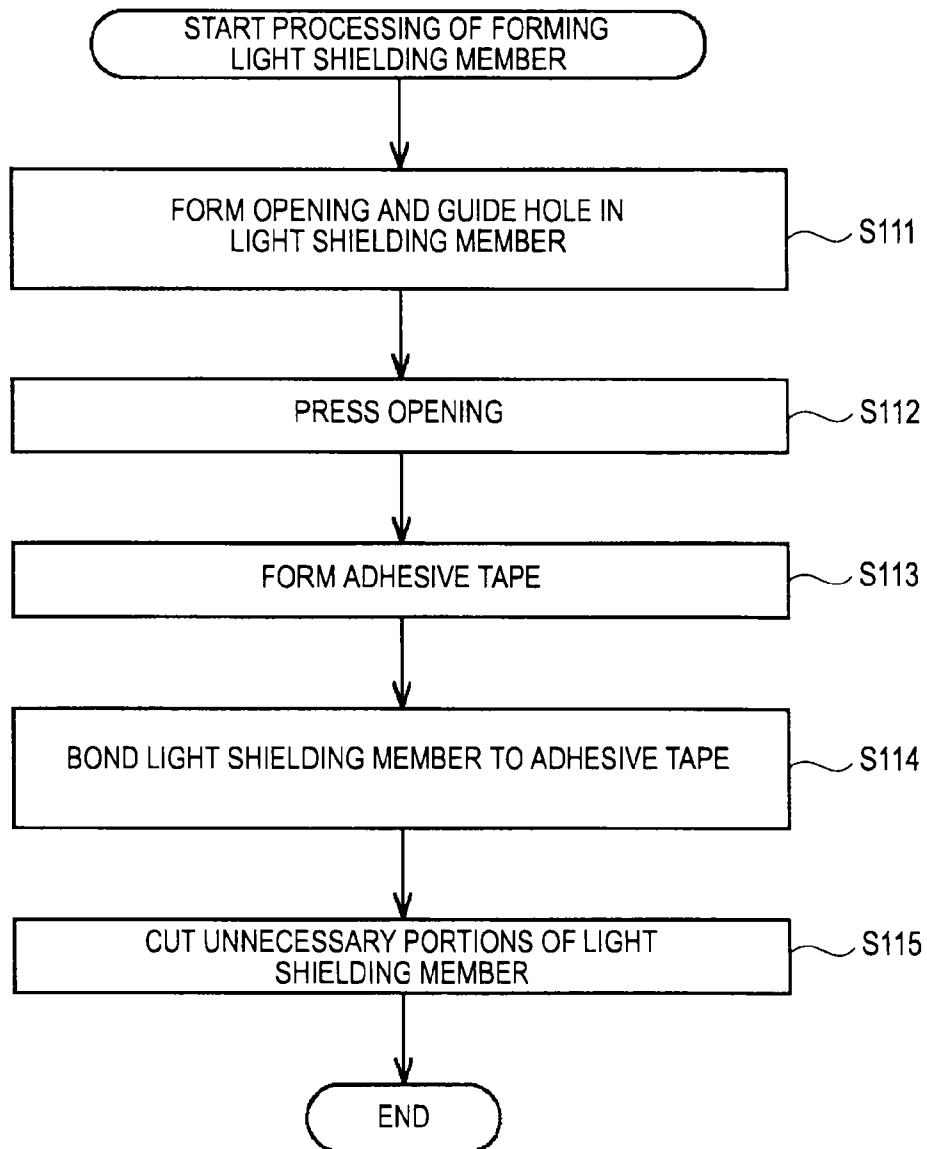 START PROCESSING OF FORMING
LIGHT SHIELDING MEMBER
FORM OPENING AND GUIDE HOLE IN
LIGHT SHIELDING MEMBER
S111
PRESS OPENING
S112
FORM ADHESIVE TAPE
S113
BOND LIGHT SHIELDING MEMBER TO ADHESIVE TAPE
S114
CUT UNNECESSARY PORTIONS OF LIGHT
SHIELDING MEMBER
S115
END